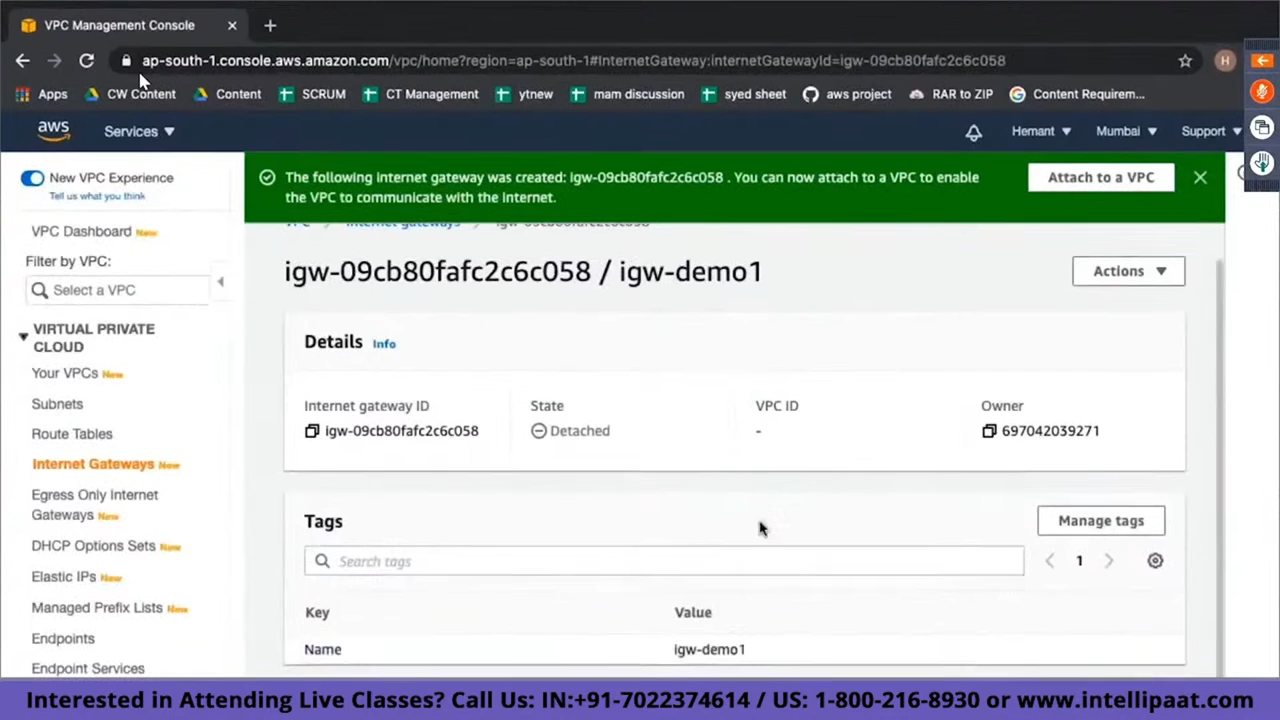 VPC Management Console
ap-south-1.console.aws.amazon.com/vpc/home?region=ap-south-1#InternetGateway:internetGatewayId=igw-09cb80fafc2c6c058
H
Apps CW Content Content SCRUM CT Management ytnew mam discussion syed sheet aws project RAR to ZIP Content Requirem...
aws Services Hemant Mumbai Support
New VPC Experience
Tell us what you think
The following internet gateway was created: igw-09cb80fafc2c6c058 . You can now attach to a VPC to enable
the VPC to communicate with the internet.
Attach to a VPC
VPC Internet gateways igw-09cb80fafc2c6c058
VPC Dashboard New
Filter by VPC:
Select a VPC
igw-09cb80fafc2c6c058 / igw-demo1
Actions
VIRTUAL PRIVATE
CLOUD
Your VPCs New
Subnets
Route Tables
Internet Gateways New
Egress Only Internet
Gateways New
DHCP Options Sets New
Elastic IPs New
Managed Prefix Lists New
Endpoints
Endpoint Services
Details Info
Internet gateway ID State VPC ID Owner
igw-09cb80fafc2c6c058 Detached - 697042039271
Tags
Manage tags
Search tags
1
Key Value
Name igw-demo1
Interested in Attending Live Classes? Call Us: IN:+91-7022374614 / US: 1-800-216-8930 or www.intellipaat.com